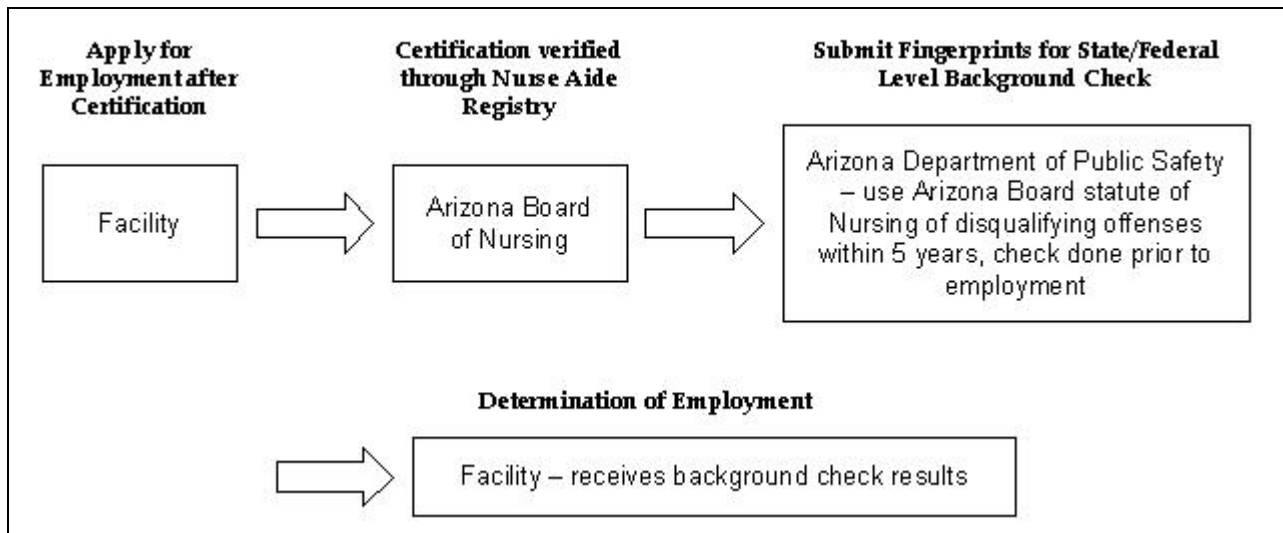 Apply for
Employment after
Certification
Certification verified
through Nurse Aide
Registry
Submit Fingerprints for State/Federal
Level Background Check
Facility
Arizona Board
of Nursing
Arizona Department of Public Safety
– use Arizona Board statute of
Nursing of disqualifying offenses
within 5 years, check done prior to
employment
Determination of Employment
Facility – receives background check results